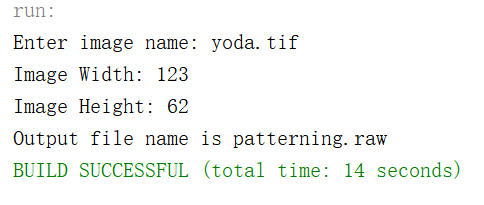 run:
Enter image name: yoda.tif
Image Width: 123
Image Height: 62
Output file name is patterning.raw
BUILD SUCCESSFUL (total time: 14 seconds)